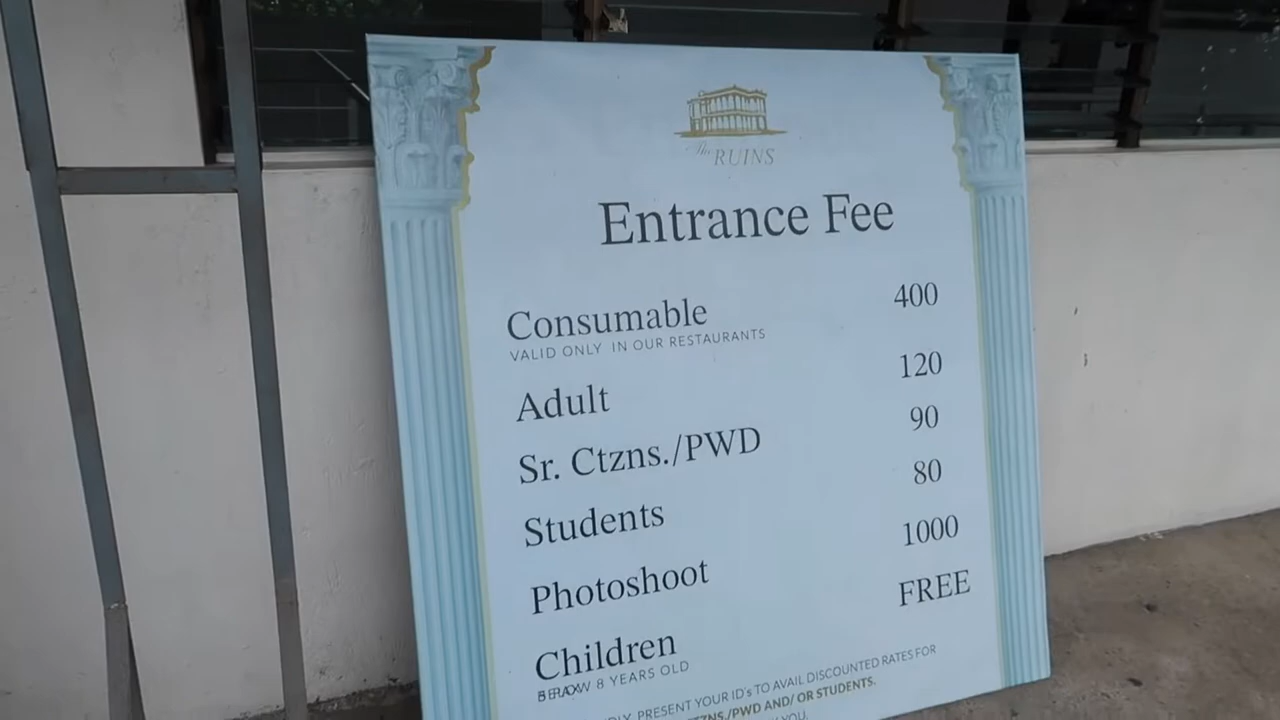 The RUINS
Entrance Fee
Consumable 400
VALID ONLY IN OUR RESTAURANTS
Adult 120
Sr. Ctzns./PWD 90
Students 80
Photoshoot 1000
Children FREE
8 YEARS OLD
PRESENT YOUR ID's TO AVAIL DISCOUNTED RATES FOR
/PWD AND/ OR STUDENTS.
YOU.